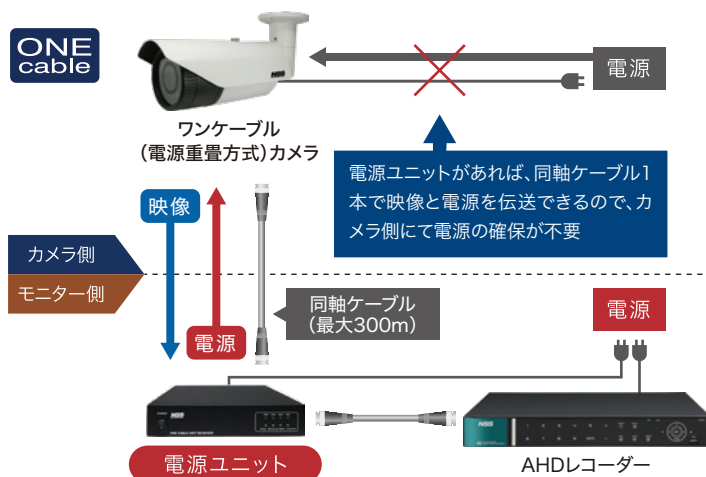 ONE
cable
NSS
電源
ワンケーブル
（電源重畳方式）カメラ
電源ユニットがあれば、同軸ケーブル1
本で映像と電源を伝送できるので、カ
メラ側にて電源の確保が不要
映像
カメラ側
モニター側
同軸ケーブル
（最大300m）
電源
電源
NSS
NSS
電源ユニット
AHDレコーダー